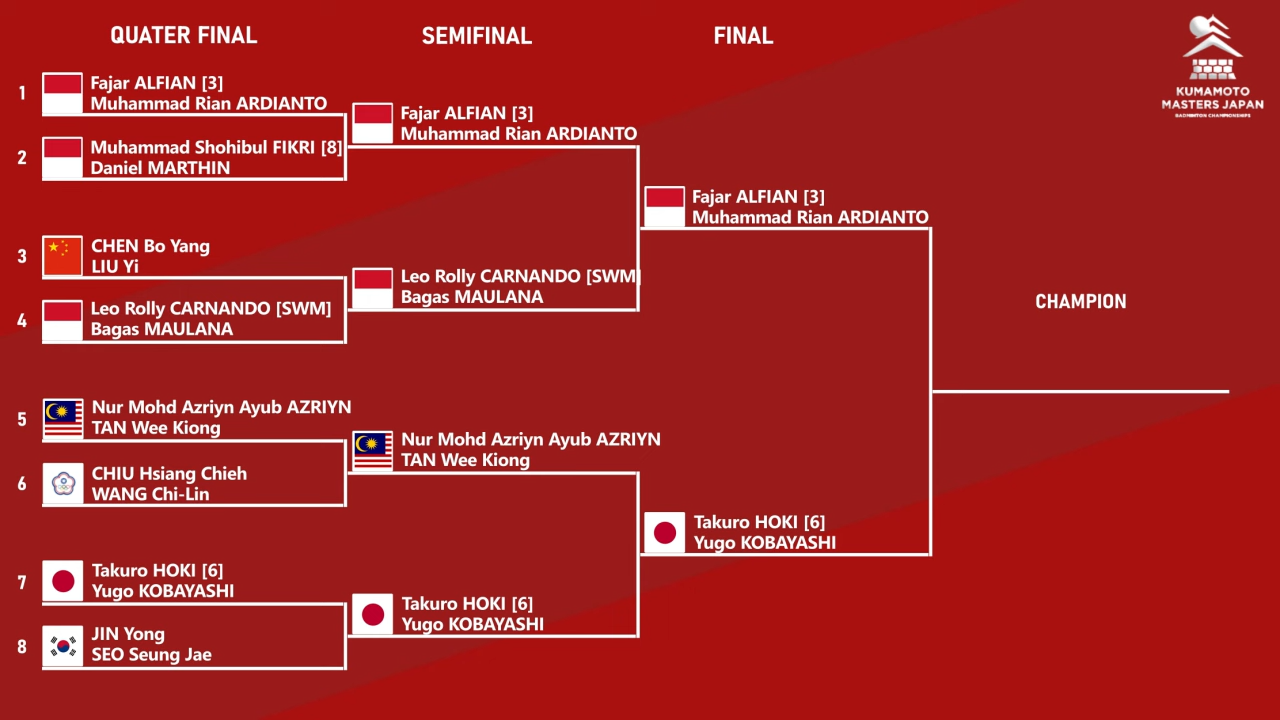 QUATER FINAL
SEMIFINAL
FINAL
KUMAMOTO
MASTERS JAPAN
BADMINTON CHAMPIONSHIPS
1
Fajar ALFIAN [3]
Muhammad Rian ARDIANTO
2
Muhammad Shohibul FIKRI [8]
Daniel MARTHIN
3
CHEN Bo Yang
LIU Yi
4
Leo Rolly CARNANDO [SWM]
Bagas MAULANA
5
Nur Mohd Azriyn Ayub AZRIYN
TAN Wee Kiong
6
CHIU Hsiang Chieh
WANG Chi-Lin
7
Takuro HOKI [6]
Yugo KOBAYASHI
8
JIN Yong
SEO Seung Jae
Fajar ALFIAN [3]
Muhammad Rian ARDIANTO
Leo Rolly CARNANDO [SWM]
Bagas MAULANA
Nur Mohd Azriyn Ayub AZRIYN
TAN Wee Kiong
Takuro HOKI [6]
Yugo KOBAYASHI
Fajar ALFIAN [3]
Muhammad Rian ARDIANTO
Takuro HOKI [6]
Yugo KOBAYASHI
CHAMPION